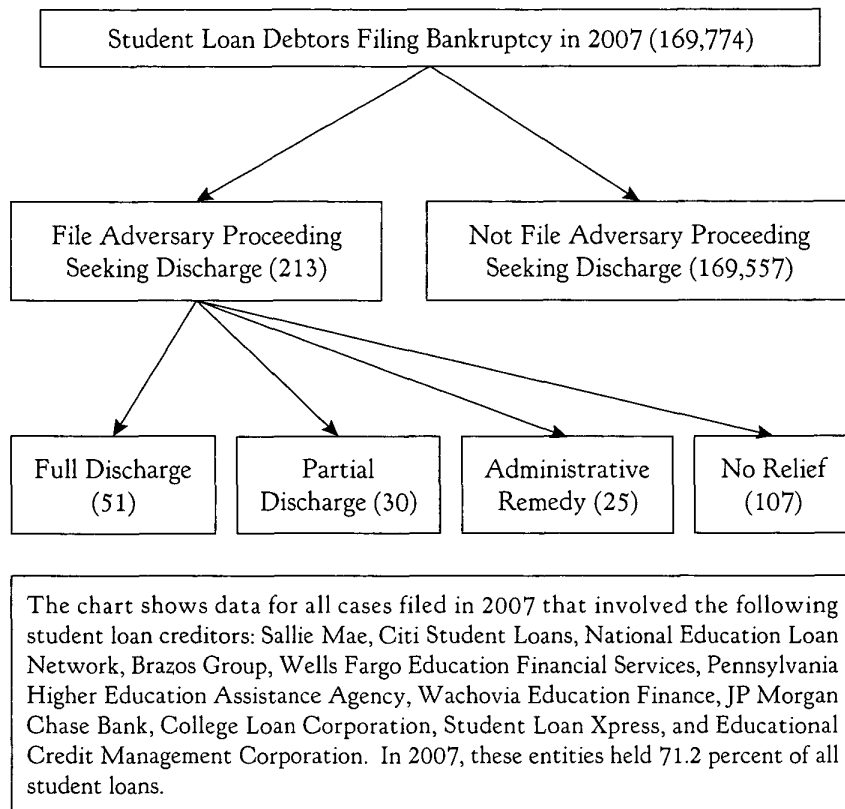 Student Loan Debtors Filing Bankruptcy in 2007 (169,774)
File Adversary Proceeding
Seeking Discharge (213)
Not File Adversary Proceeding
Seeking Discharge (169,557)
Full Discharge
(51)
Partial
Discharge (30)
Administrative
Remedy (25)
No Relief
(107)
The chart shows data for all cases filed in 2007 that involved the following
student loan creditors: Sallie Mae, Citi Student Loans, National Education Loan
Network, Brazos Group, Wells Fargo Education Financial Services, Pennsylvania
Higher Education Assistance Agency, Wachovia Education Finance, JP Morgan
Chase Bank, College Loan Corporation, Student Loan Xpress, and Educational
Credit Management Corporation. In 2007, these entities held 71.2 percent of all
student loans.